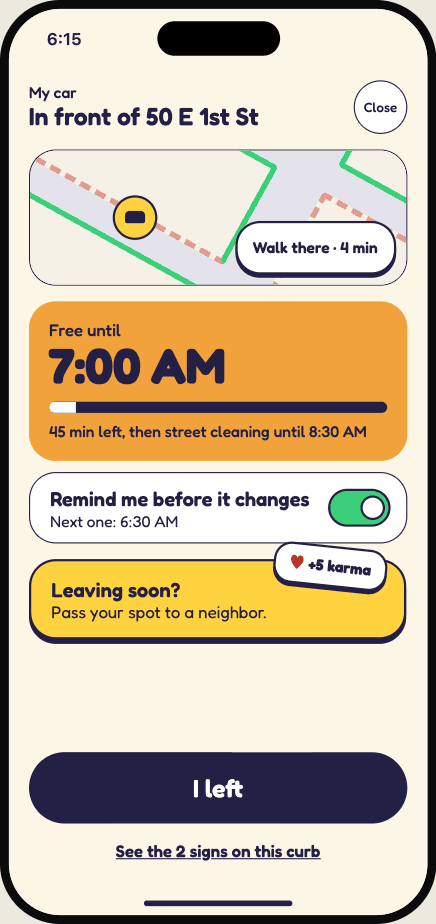 6:15
My car
In front of 50 E 1st St
Close
Walk there · 4 min
Free until
7:00 AM
45 min left, then street cleaning until 8:30 AM
Remind me before it changes
Next one: 6:30 AM
+5 karma
Leaving soon?
Pass your spot to a neighbor.
I left
See the 2 signs on this curb